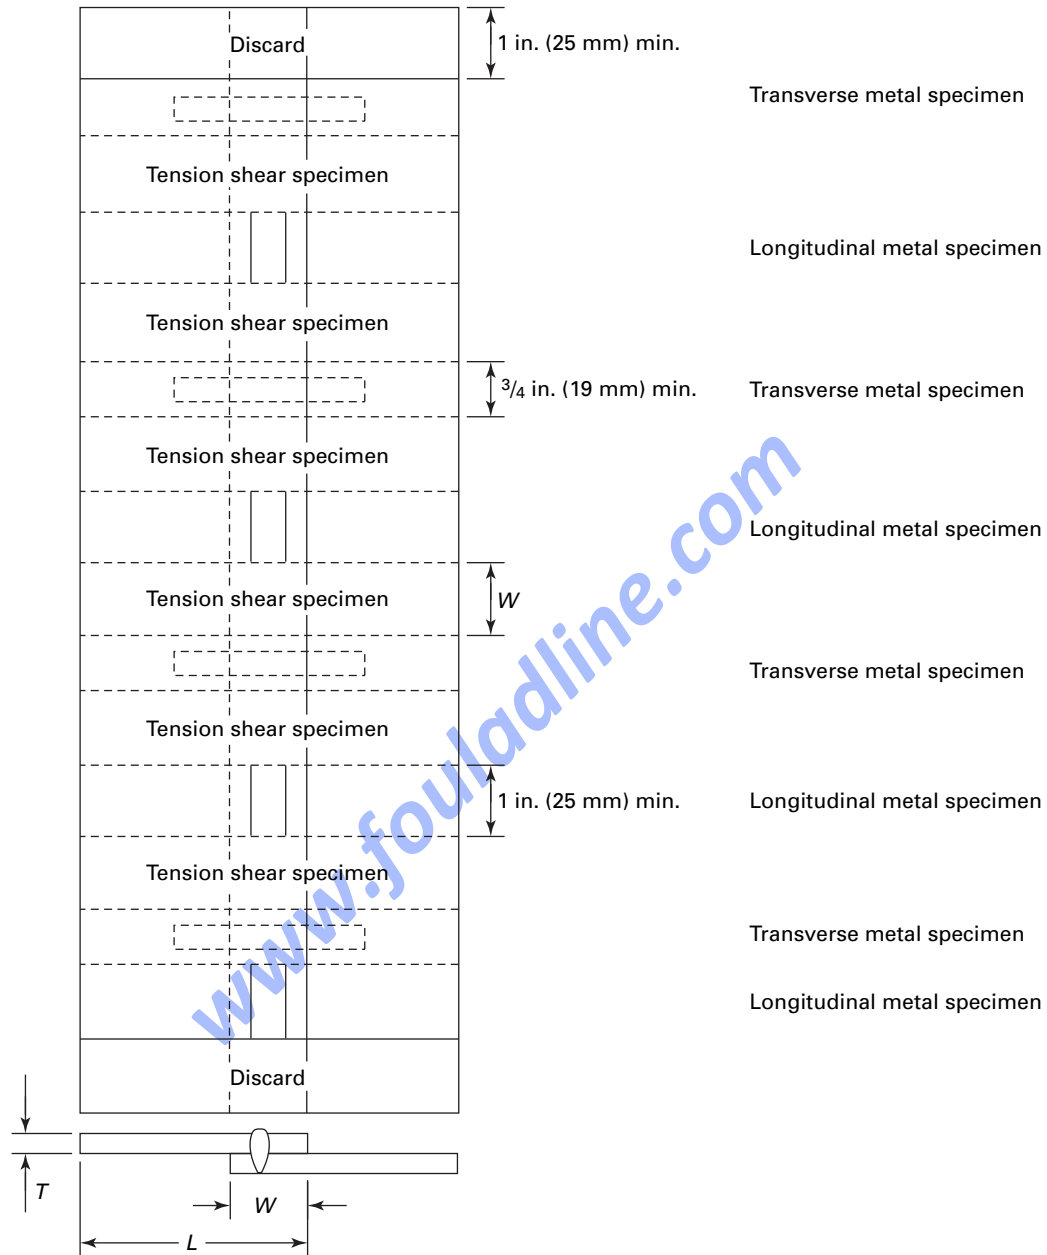 Discard
1 in. (25 mm) min.
Transverse metal specimen
Tension shear specimen
Longitudinal metal specimen
Tension shear specimen
3/4 in. (19 mm) min.
Transverse metal specimen
Tension shear specimen
Longitudinal metal specimen
Tension shear specimen
W
Transverse metal specimen
Tension shear specimen
1 in. (25 mm) min.
Longitudinal metal specimen
Tension shear specimen
Transverse metal specimen
Longitudinal metal specimen
Discard
T
W
L
www.fouladline.com